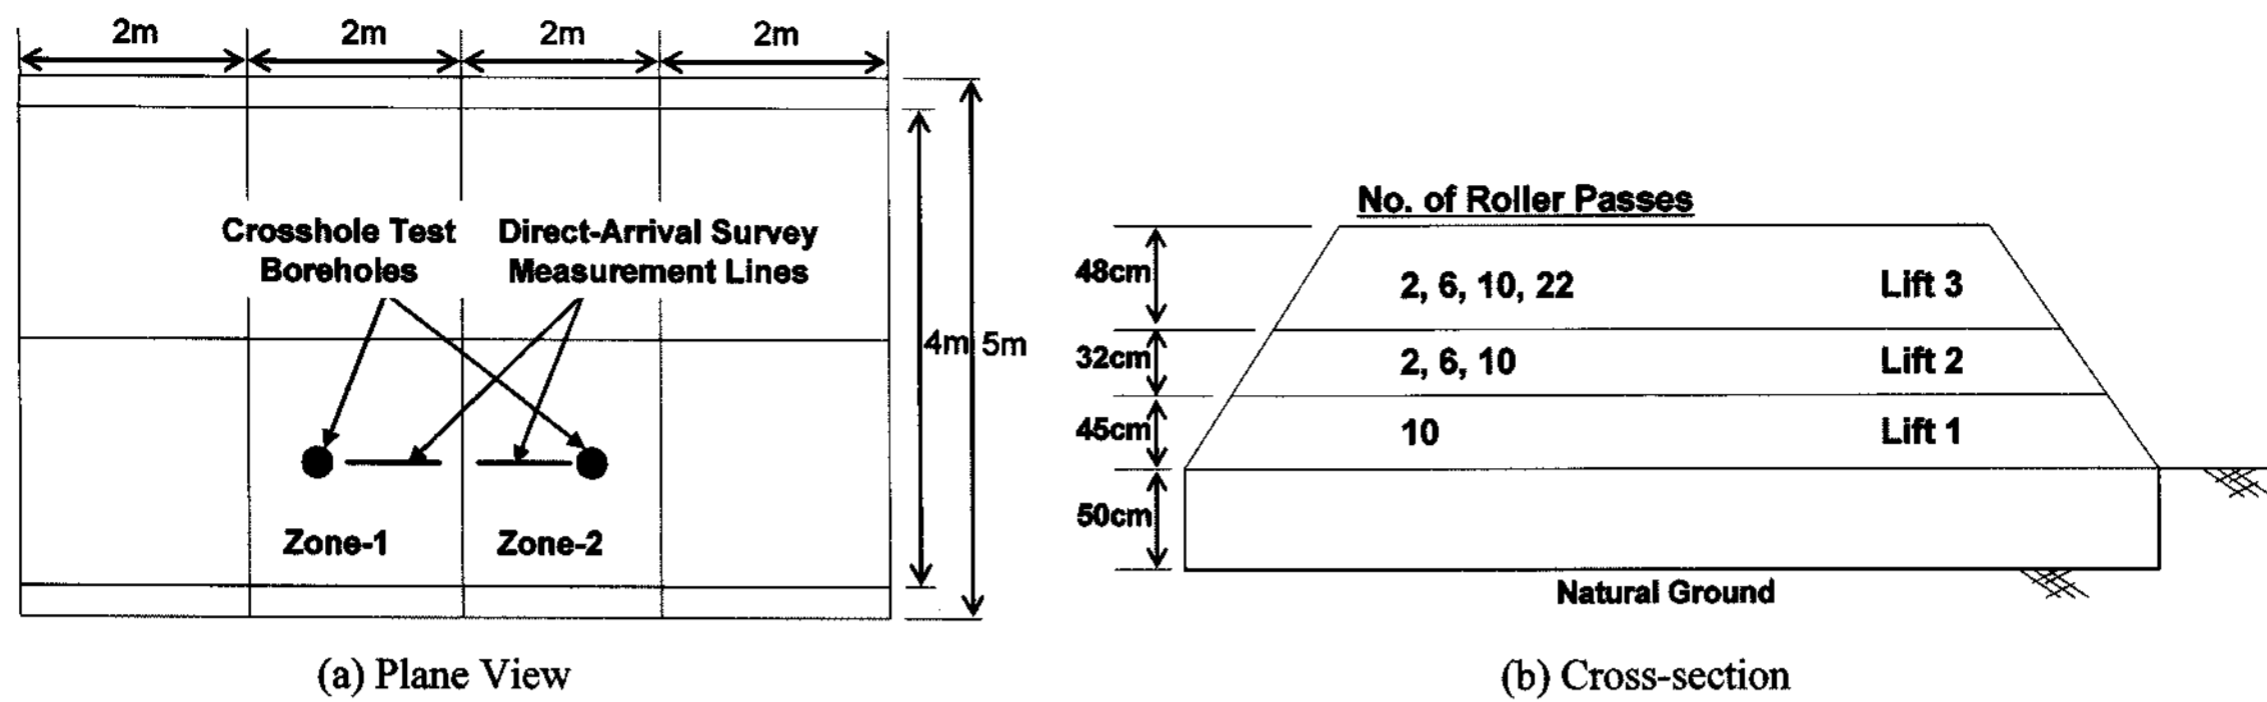 2m
2m
2m
2m
Crosshole Test
Boreholes
Direct-Arrival Survey
Measurement Lines
4m
5m
Zone-1
Zone-2
(a) Plane View
No. of Roller Passes
48cm
2, 6, 10, 22
Lift 3
32cm
2, 6, 10
Lift 2
45cm
10
Lift 1
50cm
Natural Ground
(b) Cross-section